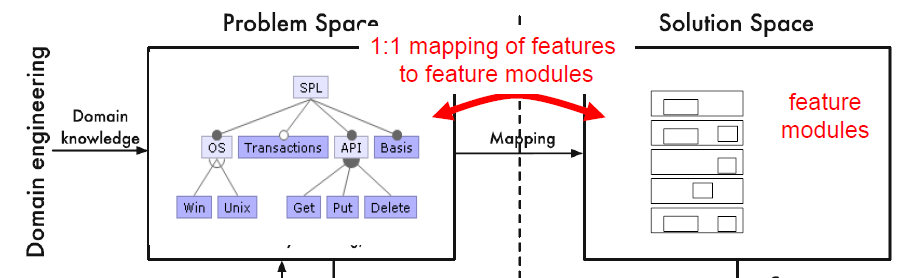 Problem Space
Solution Space
1:1 mapping of features
to feature modules
Domain engineering
Domain
knowledge
SPL
OS
Transactions
API
Basis
Win
Unix
Get
Put
Delete
Mapping
feature
modules